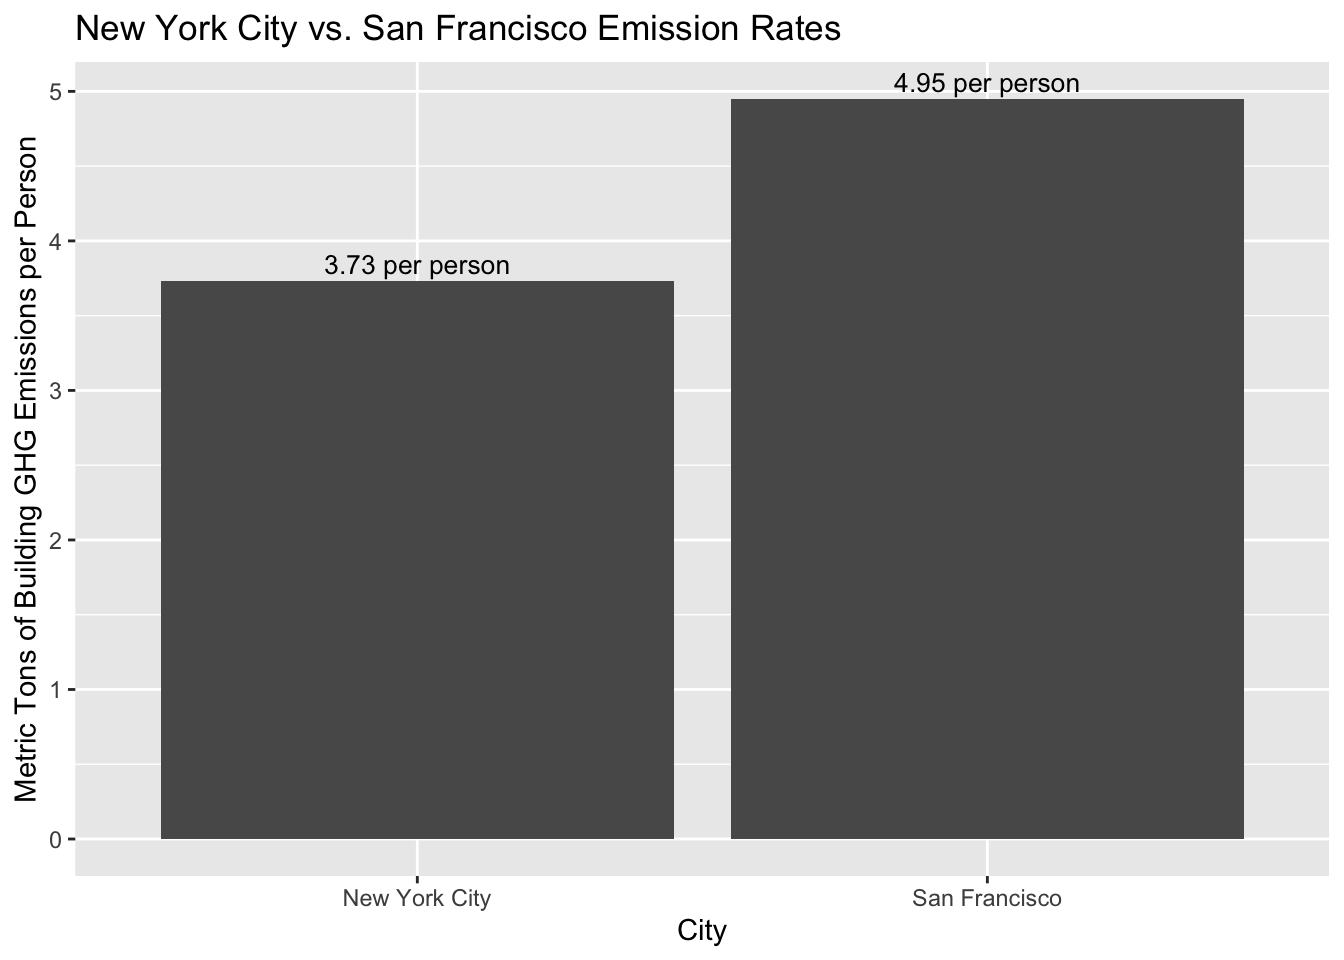 New York City vs. San Francisco Emission Rates
Metric Tons of Building GHG Emissions per Person
5
4
3
2
1
0
4.95 per person
3.73 per person
New York City
San Francisco
City